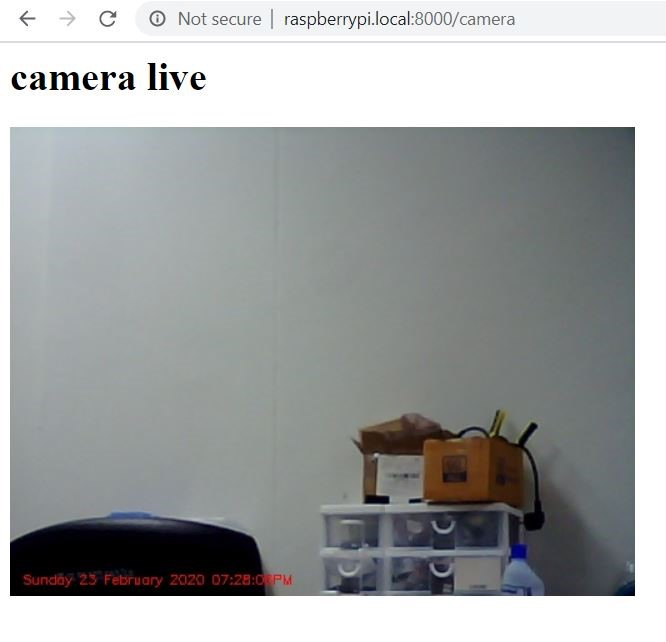 Not secure | raspberrypi.local:8000/camera
camera live
Sunday 23 February 2020